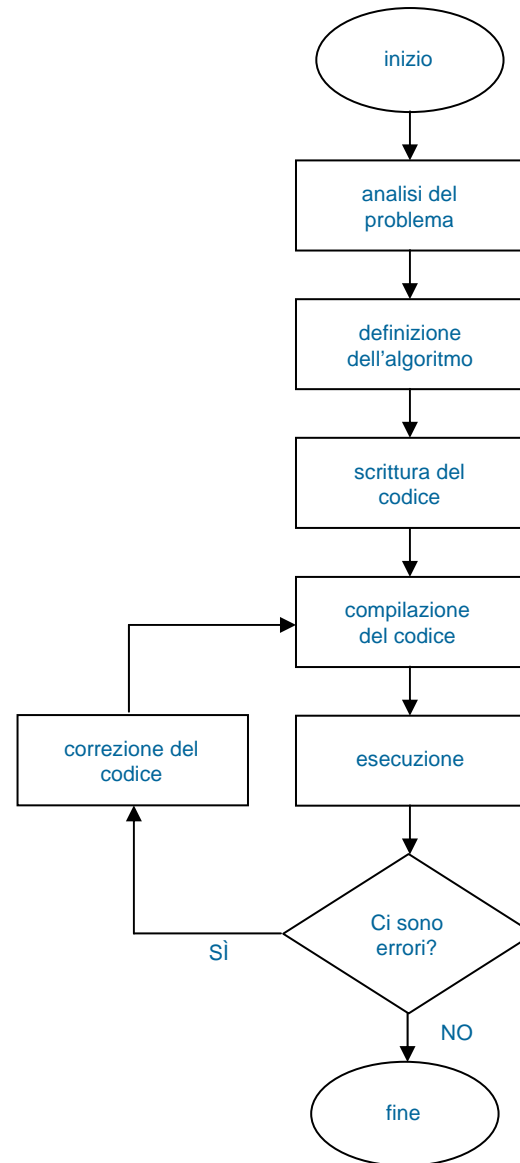 inizio
analisi del
problema
definizione
dell’algoritmo
scrittura del
codice
compilazione
del codice
correzione del
codice
esecuzione
Ci sono
errori?
SÌ
NO
fine